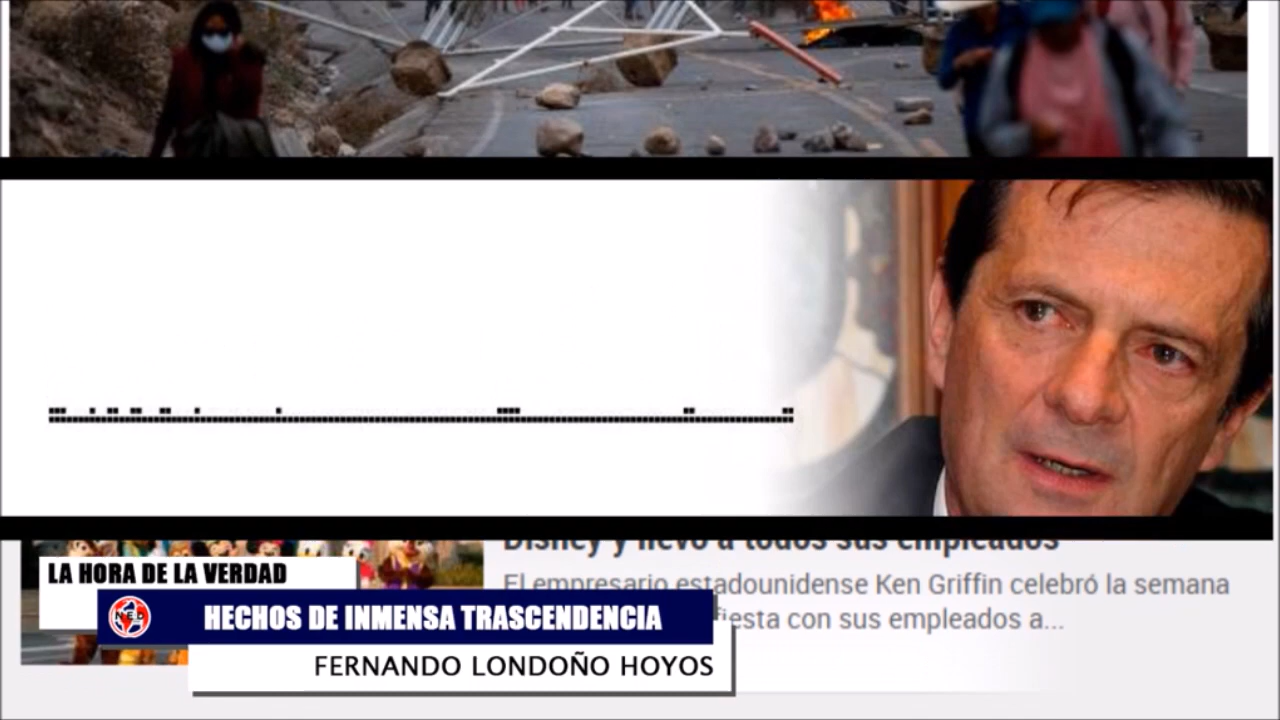 Disney y llevó a todos sus empleados
El empresario estadounidense Ken Griffin celebró la semana
fiesta con sus empleados a...
LA HORA DE LA VERDAD
HECHOS DE INMENSA TRASCENDENCIA
FERNANDO LONDOÑO HOYOS